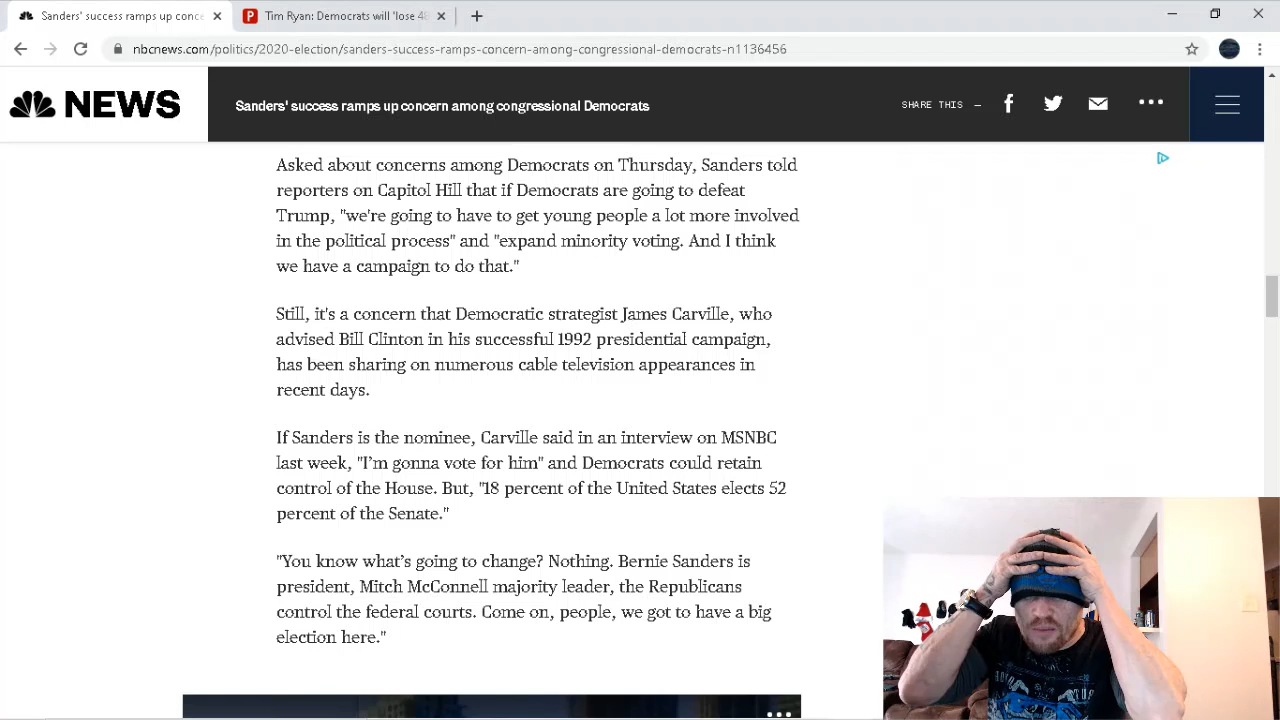 Sanders' success ramps up conce
Tim Ryan: Democrats will 'lose 48
nbcnews.com/politics/2020-election/sanders-success-ramps-concern-among-congressional-democrats-n1136456
NEWS
Sanders' success ramps up concern among congressional Democrats
SHARE THIS —
Asked about concerns among Democrats on Thursday, Sanders told
reporters on Capitol Hill that if Democrats are going to defeat
Trump, "we're going to have to get young people a lot more involved
in the political process" and "expand minority voting. And I think
we have a campaign to do that."
Still, it's a concern that Democratic strategist James Carville, who
advised Bill Clinton in his successful 1992 presidential campaign,
has been sharing on numerous cable television appearances in
recent days.
If Sanders is the nominee, Carville said in an interview on MSNBC
last week, "I'm gonna vote for him" and Democrats could retain
control of the House. But, "18 percent of the United States elects 52
percent of the Senate."
"You know what's going to change? Nothing. Bernie Sanders is
president, Mitch McConnell majority leader, the Republicans
control the federal courts. Come on, people, we got to have a big
election here."